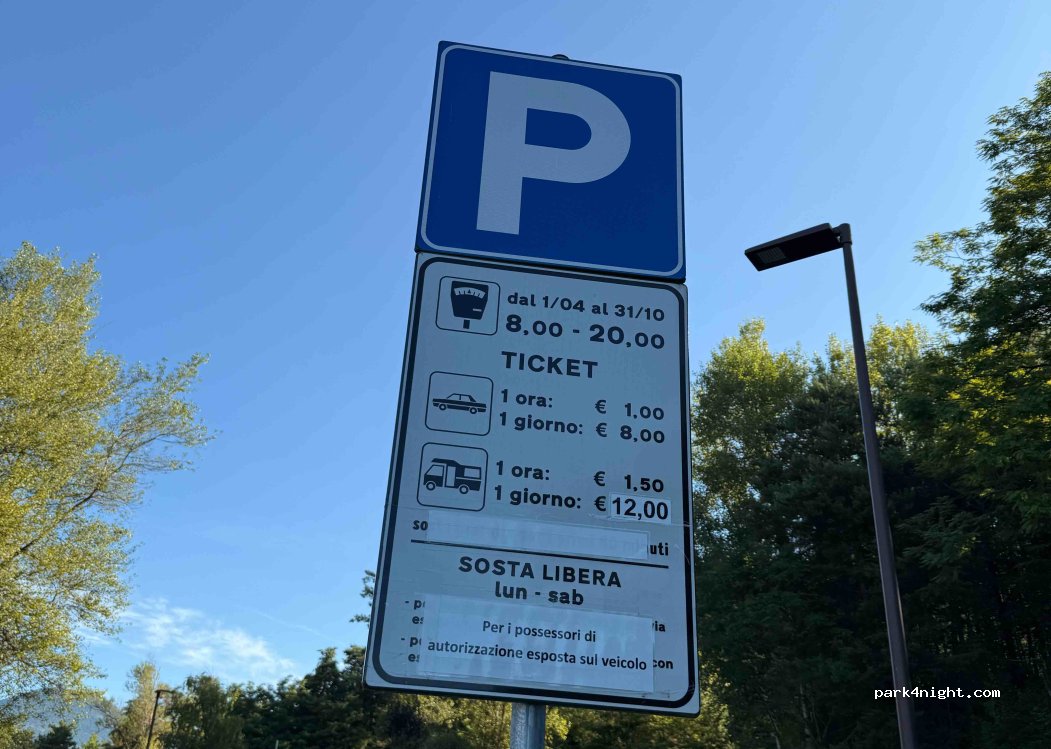 P
dal 1/04 al 31/10
8,00 - 20,00
TICKET
1 ora: € 1.00
1 giorno: € 8,00
1 ora: € 1,50
1 giorno: € 12,00
SOSTA LIBERA
lun - sab
Per i possessori di
autorizzazione esposta sul veicolo
con
park4night.com